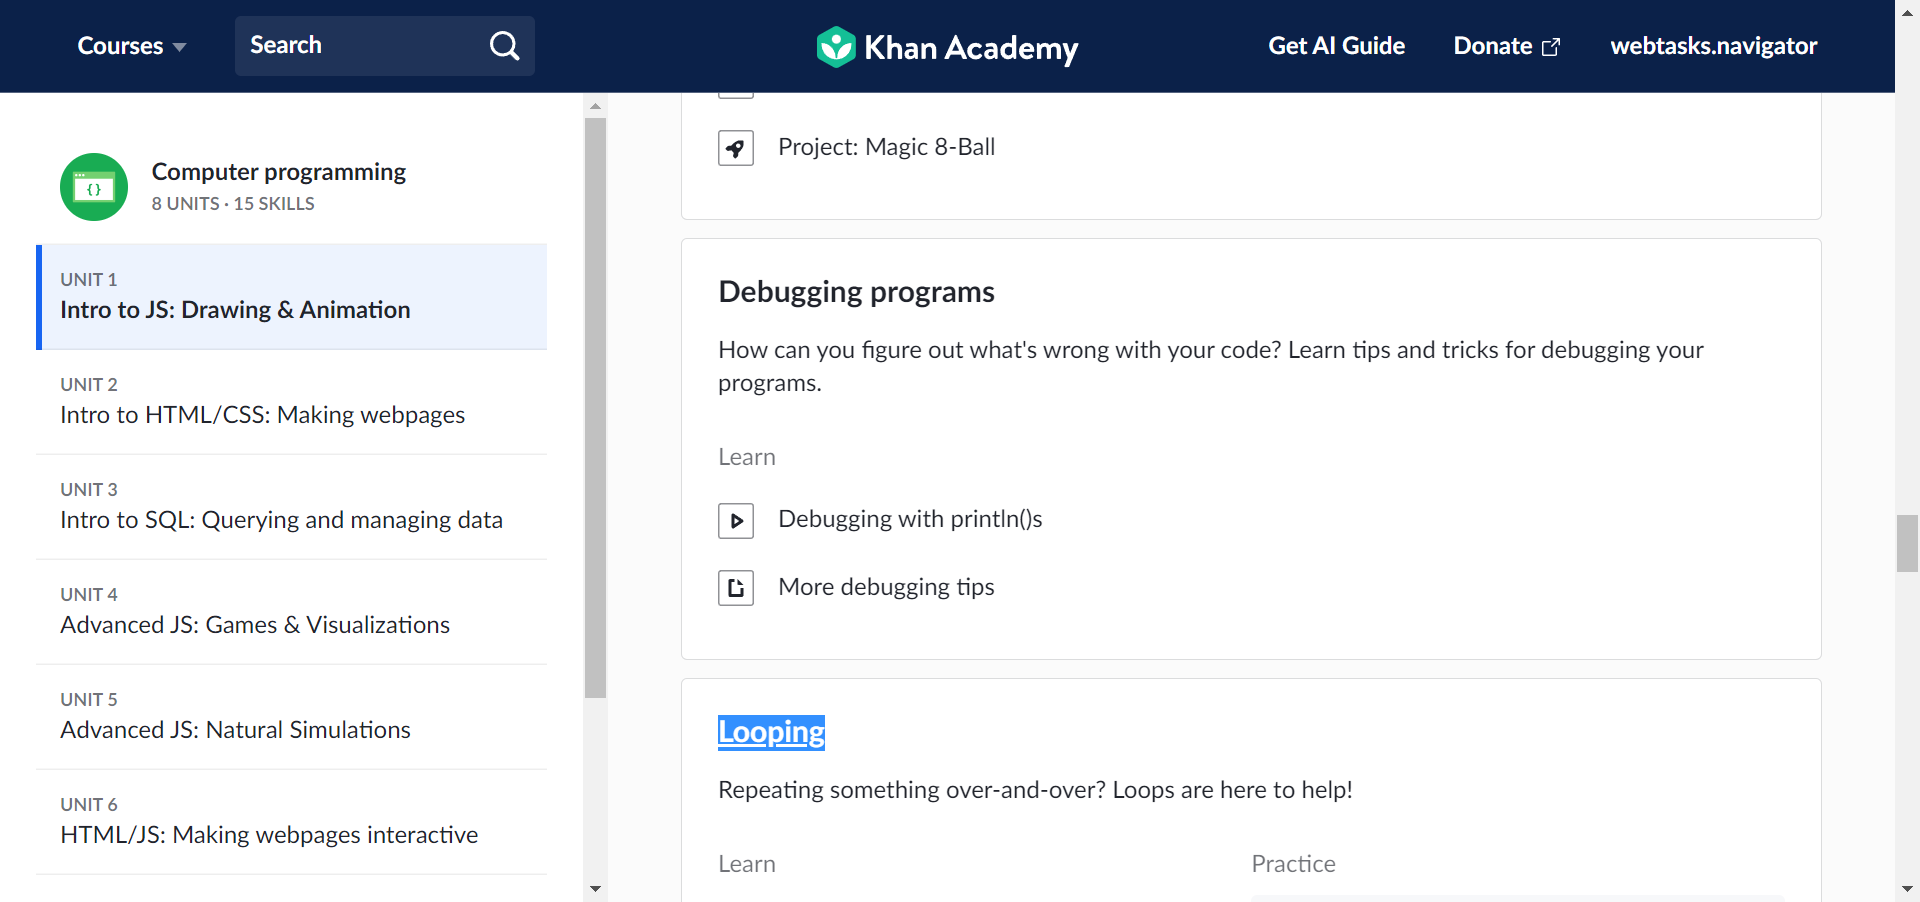 Courses
Search
Khan Academy
Get AI Guide
Donate
webtasks.navigator
Computer programming
8 UNITS · 15 SKILLS
UNIT 1
Intro to JS: Drawing & Animation
UNIT 2
Intro to HTML/CSS: Making webpages
UNIT 3
Intro to SQL: Querying and managing data
UNIT 4
Advanced JS: Games & Visualizations
UNIT 5
Advanced JS: Natural Simulations
UNIT 6
HTML/JS: Making webpages interactive
Project: Magic 8-Ball
Debugging programs
How can you figure out what's wrong with your code? Learn tips and tricks for debugging your
programs.
Learn
Debugging with println()s
More debugging tips
Looping
Repeating something over-and-over? Loops are here to help!
Learn
Practice